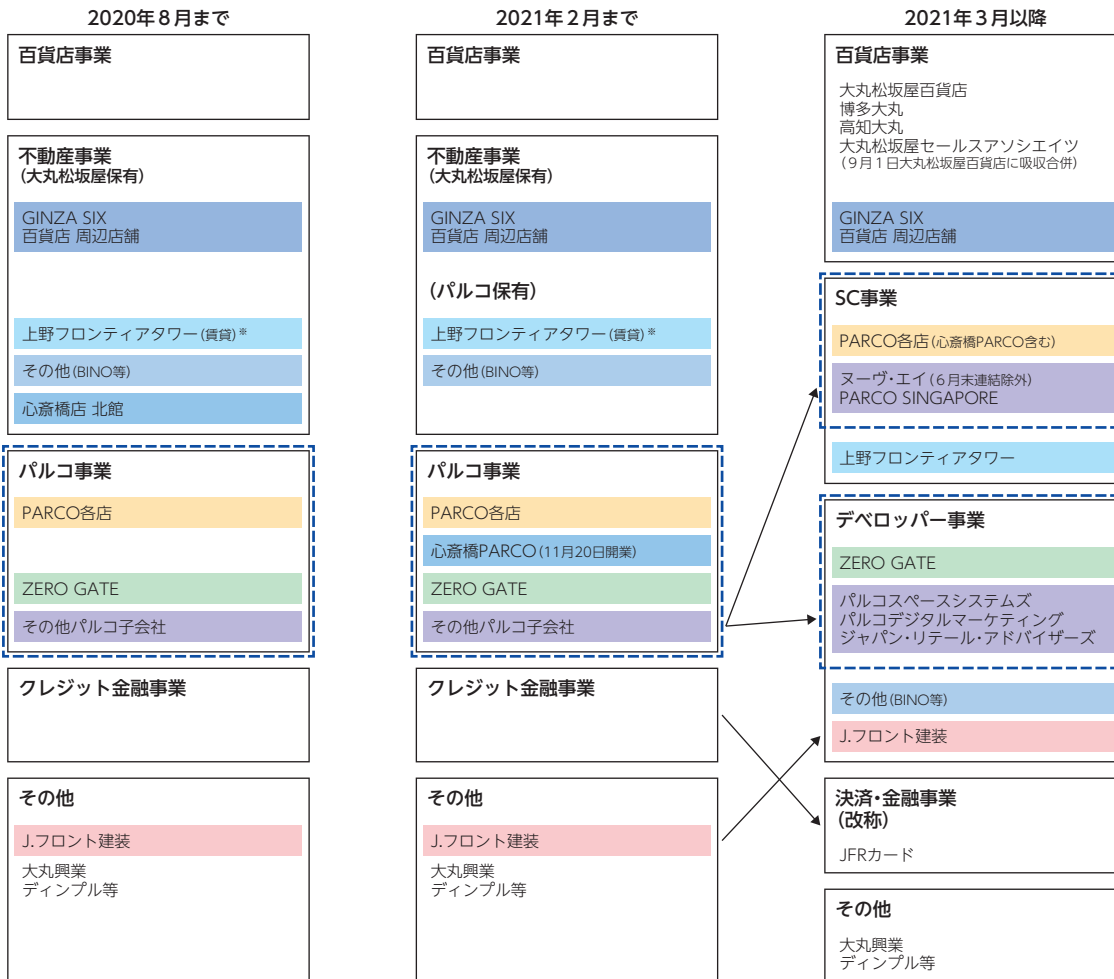 2020年8月まで
百貨店事業
不動産事業
(大丸松坂屋保有)
GINZA SIX
百貨店 周辺店舗
上野フロンティアタワー(賃貸)※
その他(BINO等)
心斎橋店 北館
パルコ事業
PARCO各店
ZERO GATE
その他パルコ子会社
クレジット金融事業
その他
J.フロント建装
大丸興業
ディンプル等
2021年2月まで
百貨店事業
不動産事業
(大丸松坂屋保有)
GINZA SIX
百貨店 周辺店舗
(パルコ保有)
上野フロンティアタワー(賃貸)※
その他(BINO等)
パルコ事業
PARCO各店
心斎橋PARCO(11月20日開業)
ZERO GATE
その他パルコ子会社
クレジット金融事業
その他
J.フロント建装
大丸興業
ディンプル等
2021年3月以降
百貨店事業
大丸松坂屋百貨店
博多大丸
高知大丸
大丸松坂屋セールスアソシエイツ
(9月1日大丸松坂屋百貨店に吸収合併)
GINZA SIX
百貨店 周辺店舗
SC事業
PARCO各店(心斎橋PARCO含む)
ヌーヴ・エイ(6月末連結除外)
PARCO SINGAPORE
上野フロンティアタワー
デベロッパー事業
ZERO GATE
パルコスペースシステムズ
パルコデジタルマーケティング
ジャパン・リテール・アドバイザーズ
その他(BINO等)
J.フロント建装
決済・金融事業
(改称)
JFRカード
その他
大丸興業
ディンプル等